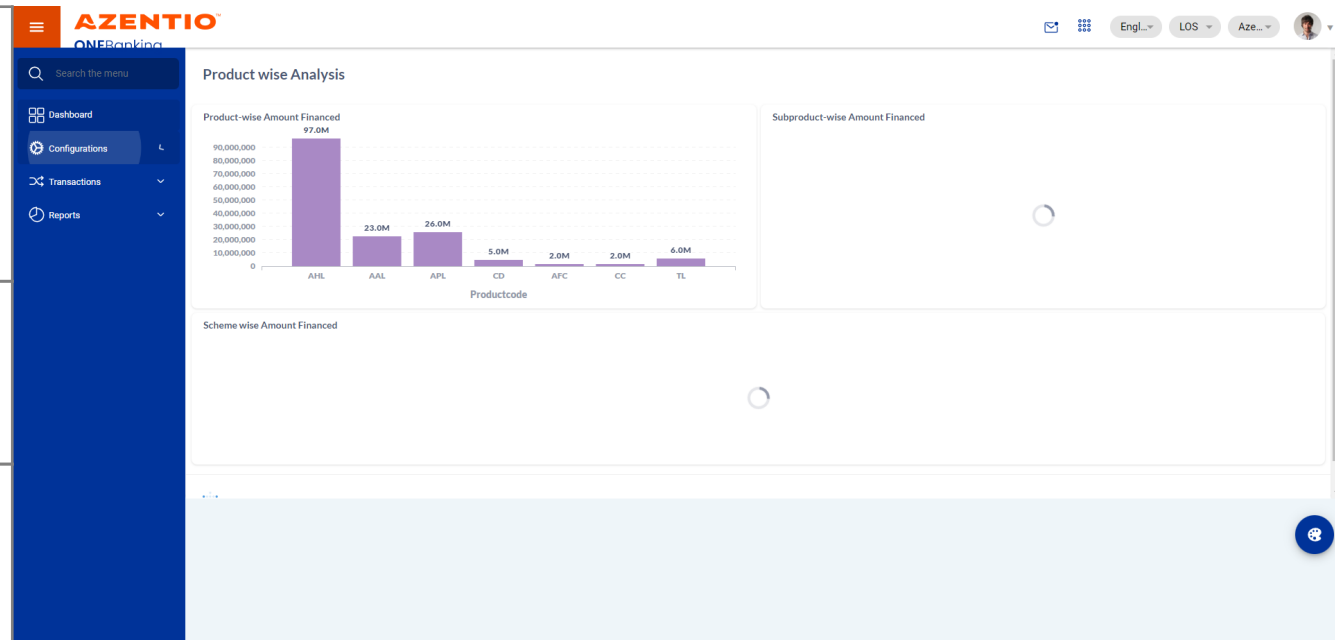 AZENTIO™
ONEBanking
Engl...
LOS
Aze...
Search the menu
Dashboard
Configurations
Transactions
Reports
Product wise Analysis
Product-wise Amount Financed
97.0M
90,000,000
80,000,000
70,000,000
60,000,000
50,000,000
40,000,000
30,000,000
20,000,000
10,000,000
0
23.0M
26.0M
5.0M
2.0M
2.0M
6.0M
AHL AAL APL CD AFC CC TL
Productcode
Subproduct-wise Amount Financed
Scheme wise Amount Financed